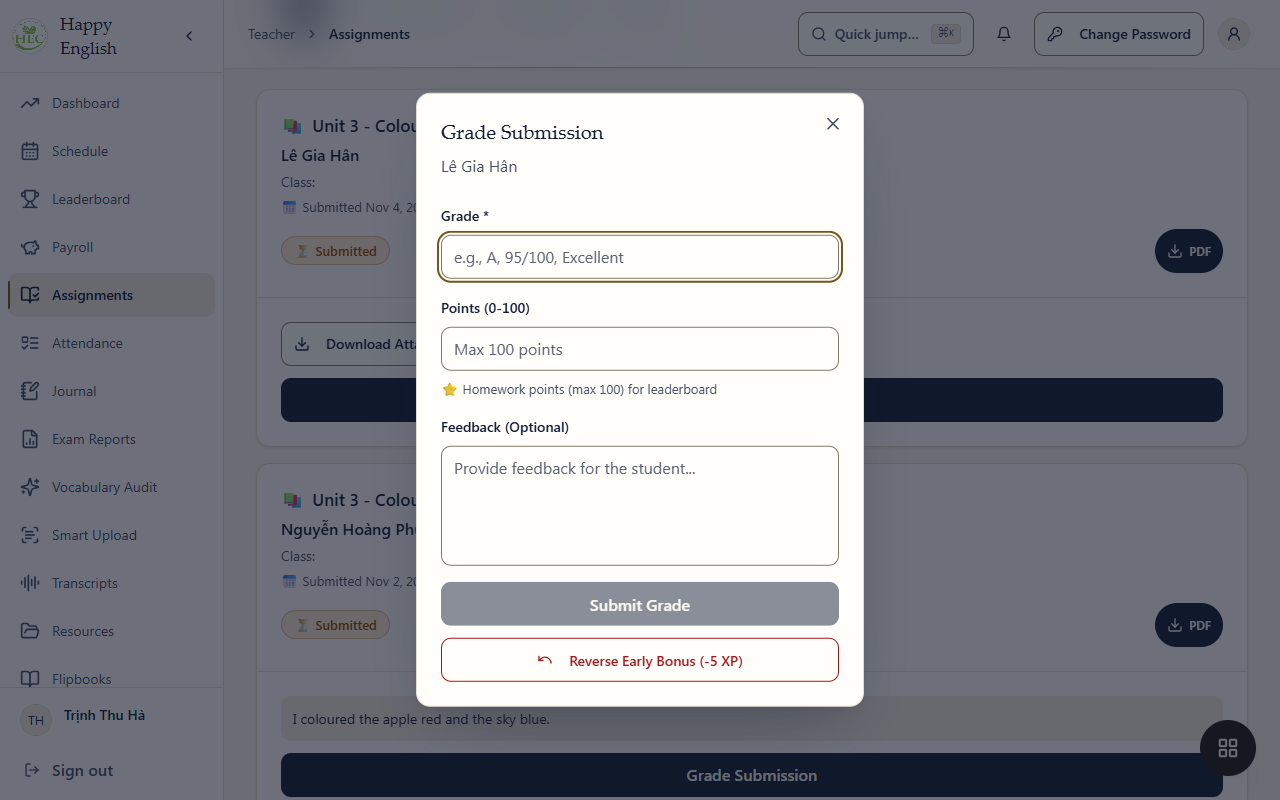 HEC
Happy
English
Dashboard
Schedule
Leaderboard
Payroll
Assignments
Attendance
Journal
Exam Reports
Vocabulary Audit
Smart Upload
Transcripts
Resources
Flipbooks
TH
Trịnh Thu Hà
Sign out
Teacher
Assignments
Quick jump...
⌘K
Change Password
Unit 3 - Colou
Lê Gia Hân
Class:
Submitted Nov 4, 20
Submitted
PDF
Download Atta
Unit 3 - Colou
Nguyễn Hoàng Phú
Class:
Submitted Nov 2, 20
Submitted
PDF
I coloured the apple red and the sky blue.
Grade Submission
Grade Submission
Lê Gia Hân
Grade *
e.g., A, 95/100, Excellent
Points (0-100)
Max 100 points
⭐ Homework points (max 100) for leaderboard
Feedback (Optional)
Provide feedback for the student...
Submit Grade
Reverse Early Bonus (-5 XP)